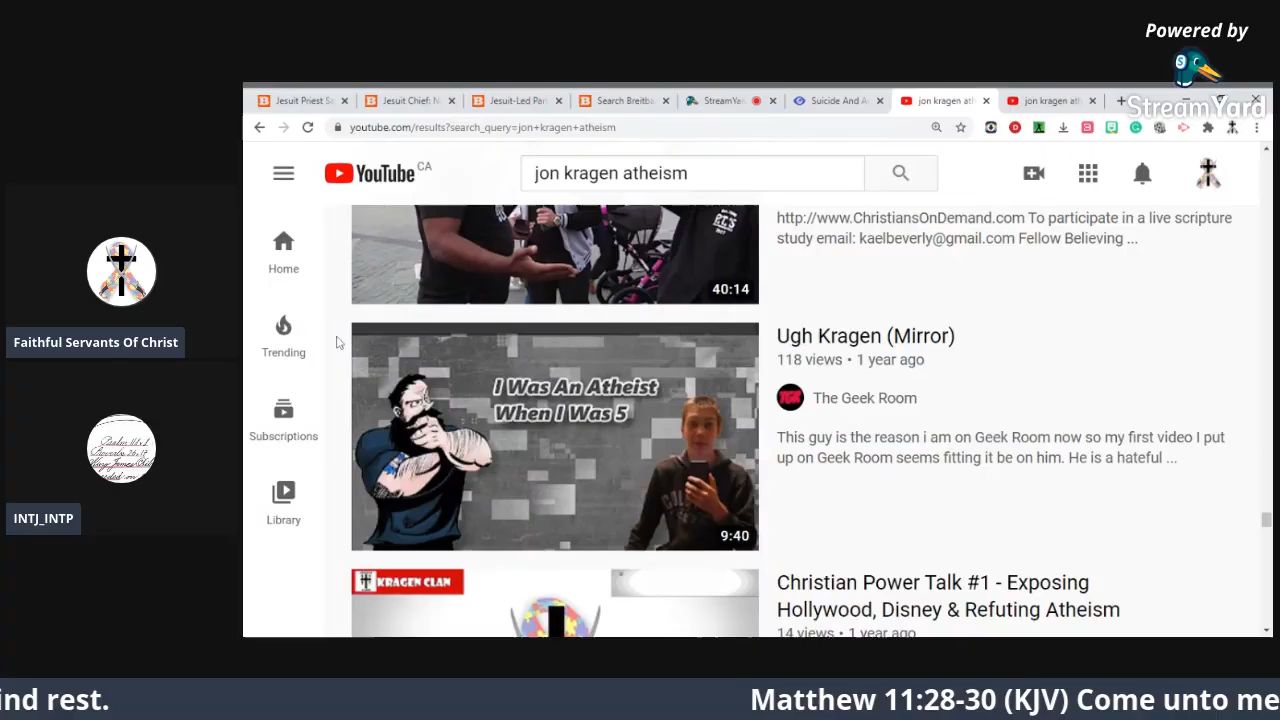 Powered by
StreamYard
Jesuit Priest Sa
Jesuit Chief: N
Jesuit-Led Par
Search Breitba
StreamYar
Suicide And A
jon kragen ath
jon kragen ath
youtube.com/results?search_query=jon+kragen+atheism
YouTube CA
jon kragen atheism
Home
Trending
Subscriptions
Library
http://www.ChristiansOnDemand.com To participate in a live scripture
study email: kaelbeverly@gmail.com Fellow Believing ...
40:14
I Was An Atheist
When I Was 5
9:40
Ugh Kragen (Mirror)
118 views • 1 year ago
The Geek Room
This guy is the reason i am on Geek Room now so my first video I put
up on Geek Room seems fitting it be on him. He is a hateful ...
KRAGEN CLAN
Christian Power Talk #1 - Exposing
Hollywood, Disney & Refuting Atheism
14 views • 1 year ago
Faithful Servants Of Christ
INTJ_INTP
ind rest.
Matthew 11:28-30 (KJV) Come unto me